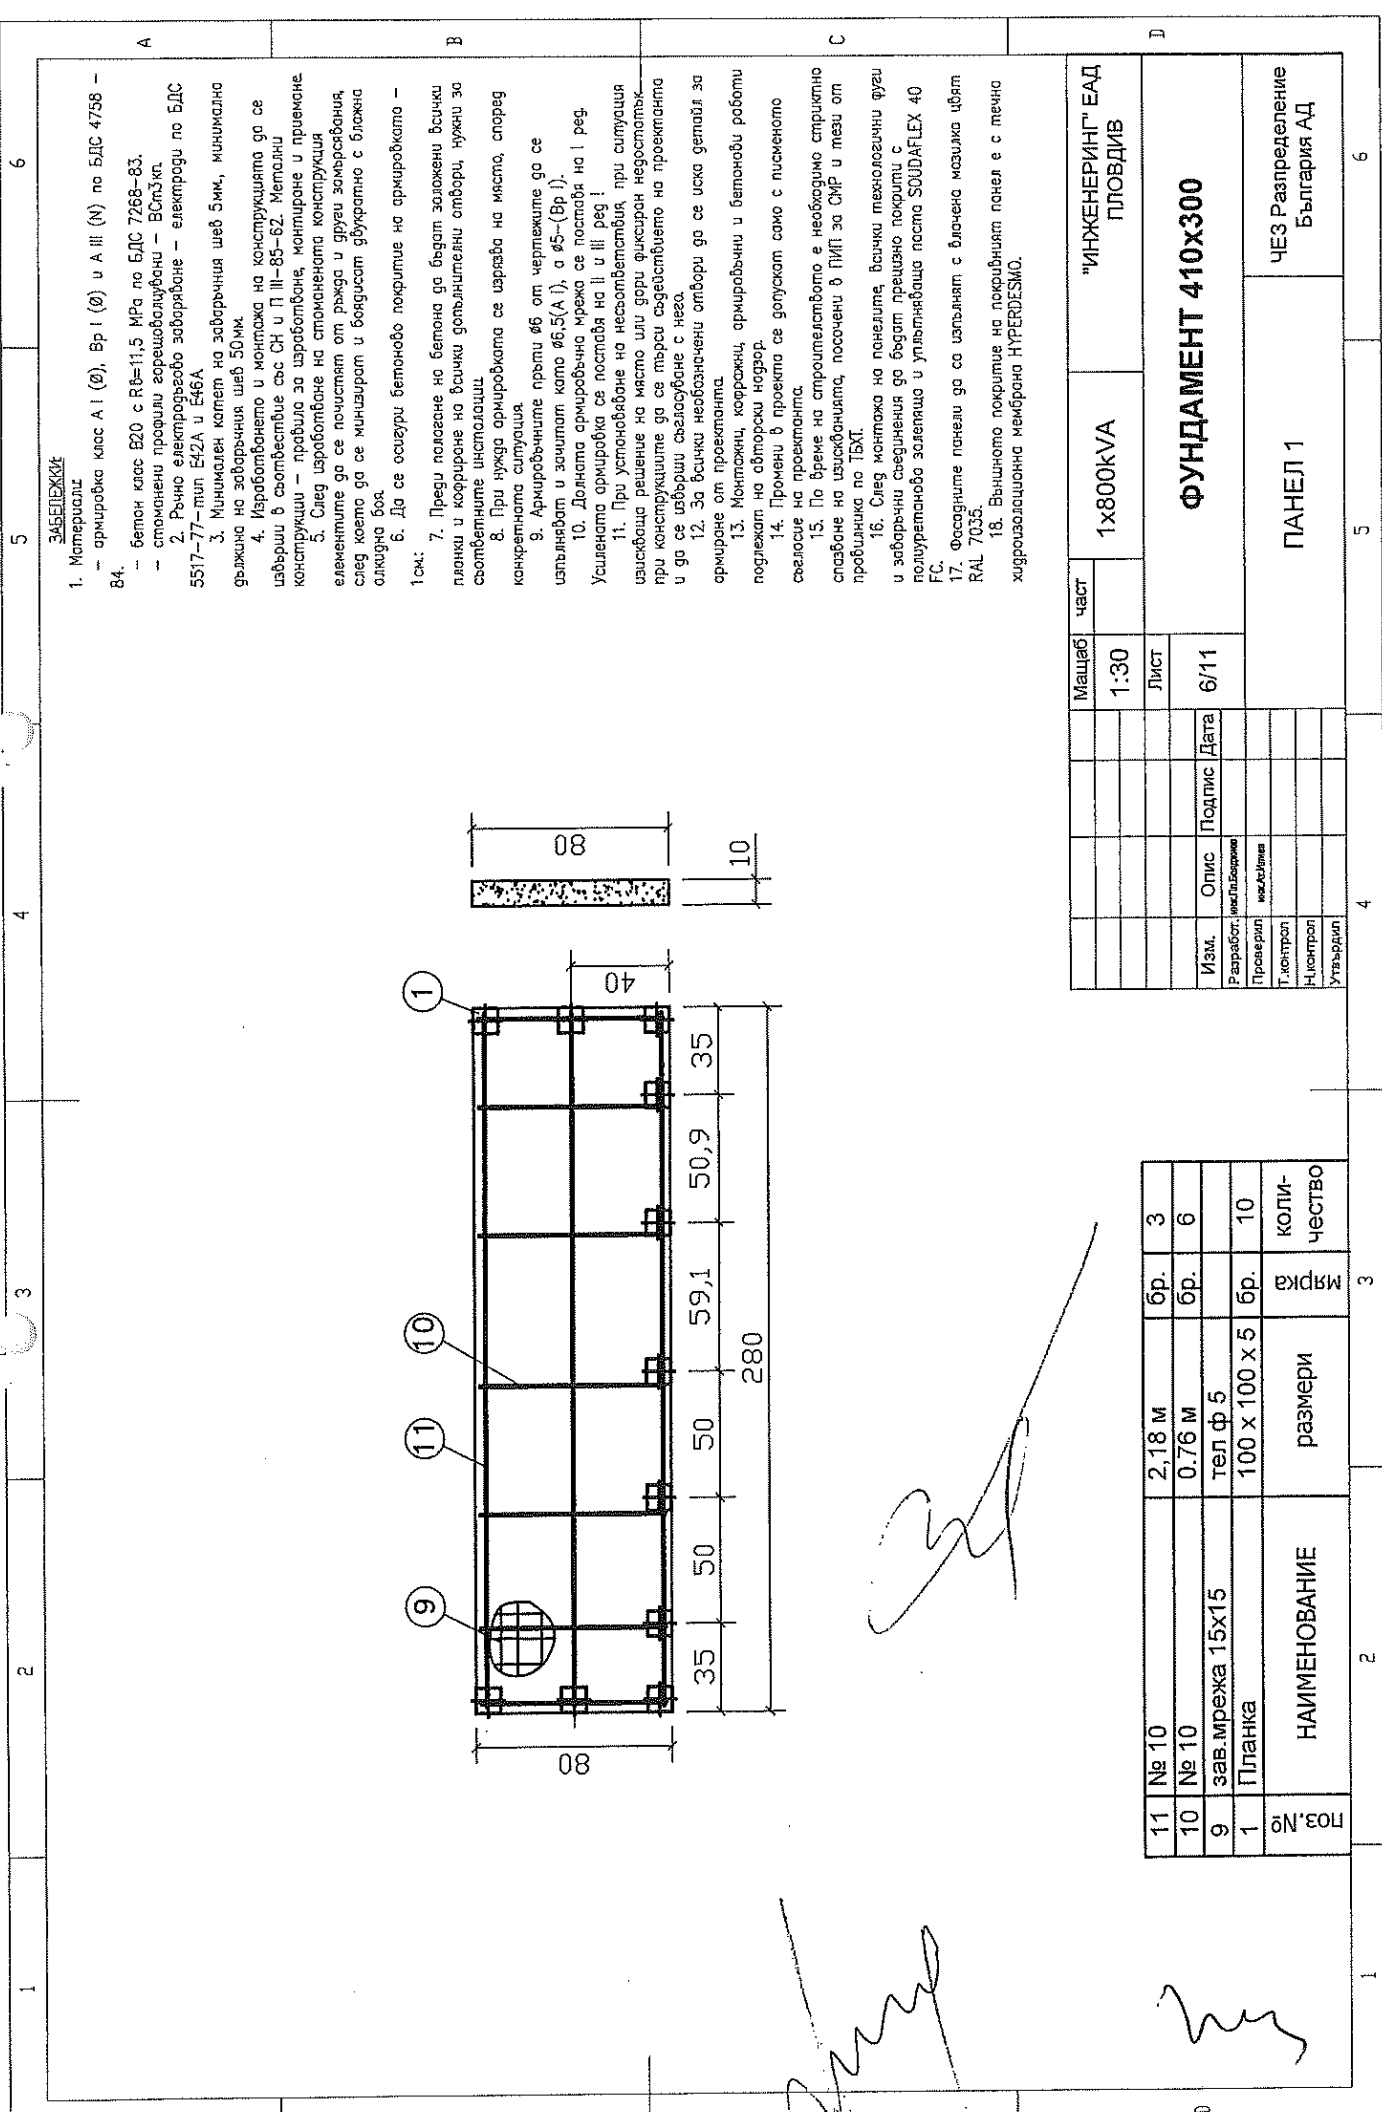 ЗАБЕЛЕЖКИ:
1. Материали:
– армировка клас А I (Ø), Вр I (Ø) и А III (N) по БДС 4758 –
84.
– бетон клас В20 с Rб=11,5 МРа по БДС 7268–83.
– стоманени профили горещовалцувани – ВСт3кп.
2. Ръчно електродъгово заваряване – електроди по БДС
5517–77–тип Е42А и Е46А
3. Минимален катет на заваръчния шев 5мм, минимална
дължина на заваръчния шев 50мм.
4. Изработването и монтажа на конструкцията да се
извърши в съответствие със СН и П III–85–62. Метални
конструкции – правила за изработване, монтиране и приемане.
5. След изработване на стоманената конструкция
елементите да се почистят от ръжда и други замърсявания,
след което да се минизират и боядисат двукратно с блажна
алкидна боя.
6. Да се осигури бетоново покритие на армировката –
1см.:
7. Преди полагане на бетона да бъдат заложени всички
планки и кофриране на всички допълнителни отвори, нужни за
съответните инсталации.
8. При нужда армировката се изрязва на място, според
конкретната ситуация.
9. Армировъчните пръти ø6 от чертежите да се
изпълняват и зачитат като ø6,5(А I), а ø5–(Вр I).
10. Долната армировъчна мрежа се поставя на I ред.
Усилената армировка се поставя на II и III ред !
11. При установяване на несъответствия, при ситуация
изискваща решение на място или дори фиксиран недостатък
при конструкциите да се търси съдействието на проектанта
и да се извърши съгласуване с него.
12. За всички необозначени отвори да се иска детайл за
армиране от проектанта.
13. Монтажни, кофражни, армировъчни и бетонови работи
подлежат на авторски надзор.
14. Промени в проекта се допускат само с писменото
съгласие на проектанта.
15. По време на строителството е необходимо стриктно
спазване на изискванията, посочени в ПИП за СМР и тези от
правилника по ТБХТ.
16. След монтажа на панелите, всички технологични фуги
и заваръчни съединения да бъдат прецизно покрити с
полиуретаново залепяща и уплътняваща паста SOUDAFLEX 40
FC.
17. Фасадните панели да са изпълнят с влачена мазилка цвят
RAL 7035.
18. Външното покритие на покривният панел е с течна
хидроизолационна мембрана HYPERDESMO.
9
11
10
1
80
35
50
50
59,1
50,9
35
280
40
80
10
11 № 10 2,18 м бр. 3
10 № 10 0.76 м бр. 6
9 зав.мрежа 15x15 тел ф 5
1 Планка 100 x 100 x 5 бр. 10
поз.№ НАИМЕНОВАНИЕ размери мярка коли-
чество
Мащаб част
1:30 1x800kVA
"ИНЖЕНЕРИНГ" ЕАД
ПЛОВДИВ
Лист
6/11
ФУНДАМЕНТ 410x300
Изм. Опис Подпис Дата
Разработ.
Проверил
Т.контрол
Н.контрол
Утвърдил
ПАНЕЛ 1
ЧЕЗ Разпределение
България АД
1 2 3 4 5 6
1 2 3 4 5 6
A
B
C
D